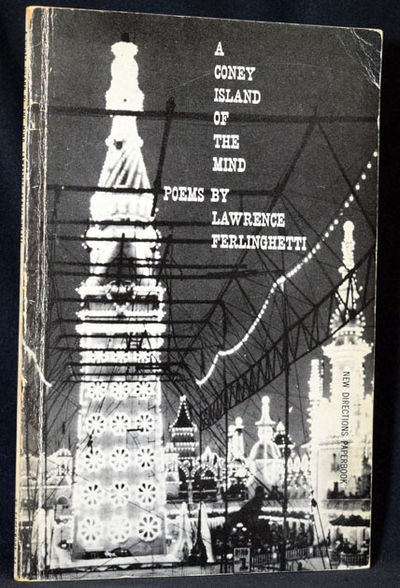 A
CONEY
ISLAND
OF
THE
MIND
POEMS BY
LAWRENCE
FERLINGHETTI
NEW DIRECTIONS PAPERBOOK